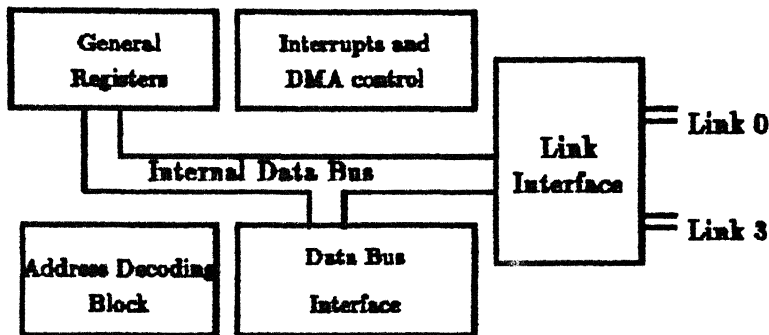 General
Registers
Interrupts and
DMA control
Link 0
Link
Interface
Internal Data Bus
Link 3
Address Decoding
Block
Data Bus
Interface